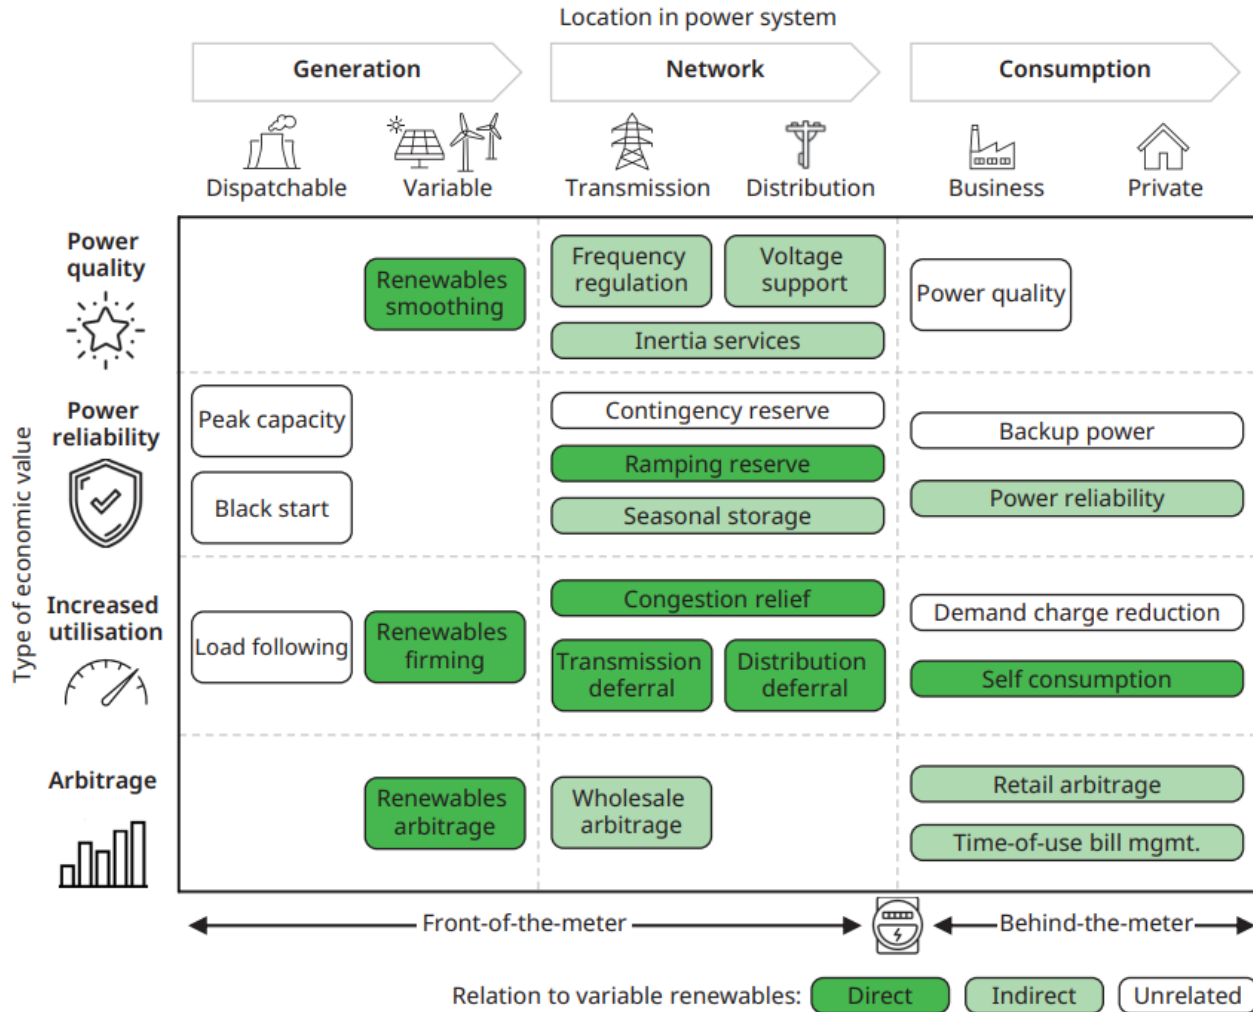 Location in power system
Generation
Network
Consumption
Dispatchable
Variable
Transmission
Distribution
Business
Private
Type of economic value
Power
quality
Renewables
smoothing
Frequency
regulation
Voltage
support
Inertia services
Power quality
Power
reliability
Peak capacity
Black start
Contingency reserve
Ramping reserve
Seasonal storage
Backup power
Power reliability
Increased
utilisation
Load following
Renewables
firming
Congestion relief
Transmission
deferral
Distribution
deferral
Demand charge reduction
Self consumption
Arbitrage
Renewables
arbitrage
Wholesale
arbitrage
Retail arbitrage
Time-of-use bill mgmt.
Front-of-the-meter
Behind-the-meter
Relation to variable renewables:
Direct
Indirect
Unrelated